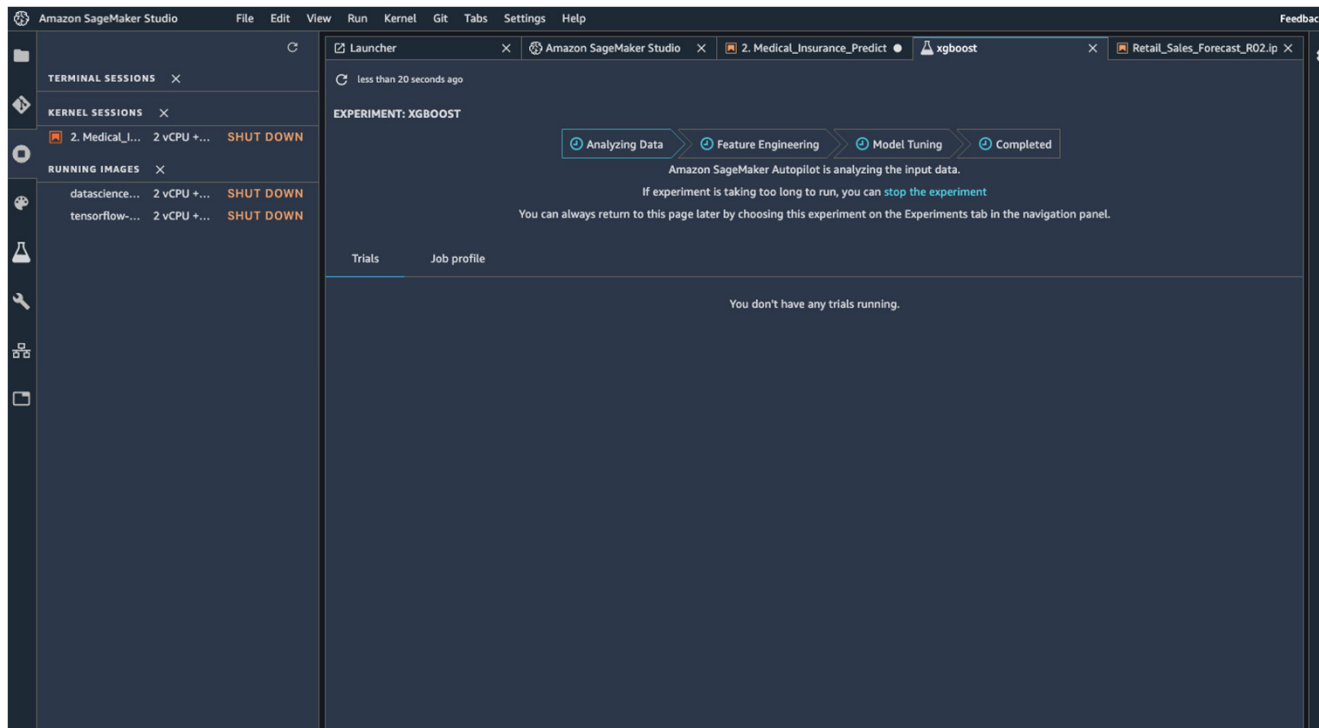 Amazon SageMaker Studio File Edit View Run Kernel Git Tabs Settings Help Feedbac
Launcher Amazon SageMaker Studio 2. Medical_Insurance_Predict xgboost Retail_Sales_Forecast_R02.ip
TERMINAL SESSIONS
KERNEL SESSIONS
2. Medical_I... 2 vCPU +... SHUT DOWN
RUNNING IMAGES
datascience... 2 vCPU +... SHUT DOWN
tensorflow-... 2 vCPU +... SHUT DOWN
less than 20 seconds ago
EXPERIMENT: XGBOOST
Analyzing Data Feature Engineering Model Tuning Completed
Amazon SageMaker Autopilot is analyzing the input data.
If experiment is taking too long to run, you can stop the experiment
You can always return to this page later by choosing this experiment on the Experiments tab in the navigation panel.
Trials Job profile
You don't have any trials running.